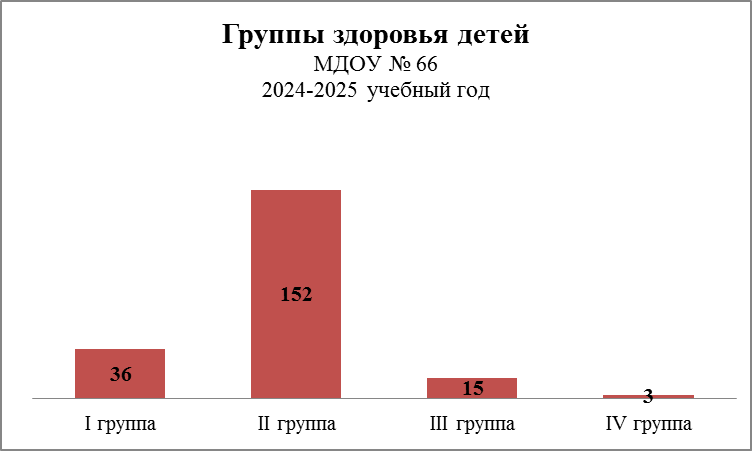 Группы здоровья детей
МДОУ № 66
2024-2025 учебный год
152
36
15
3
I группа
II группа
III группа
IV группа